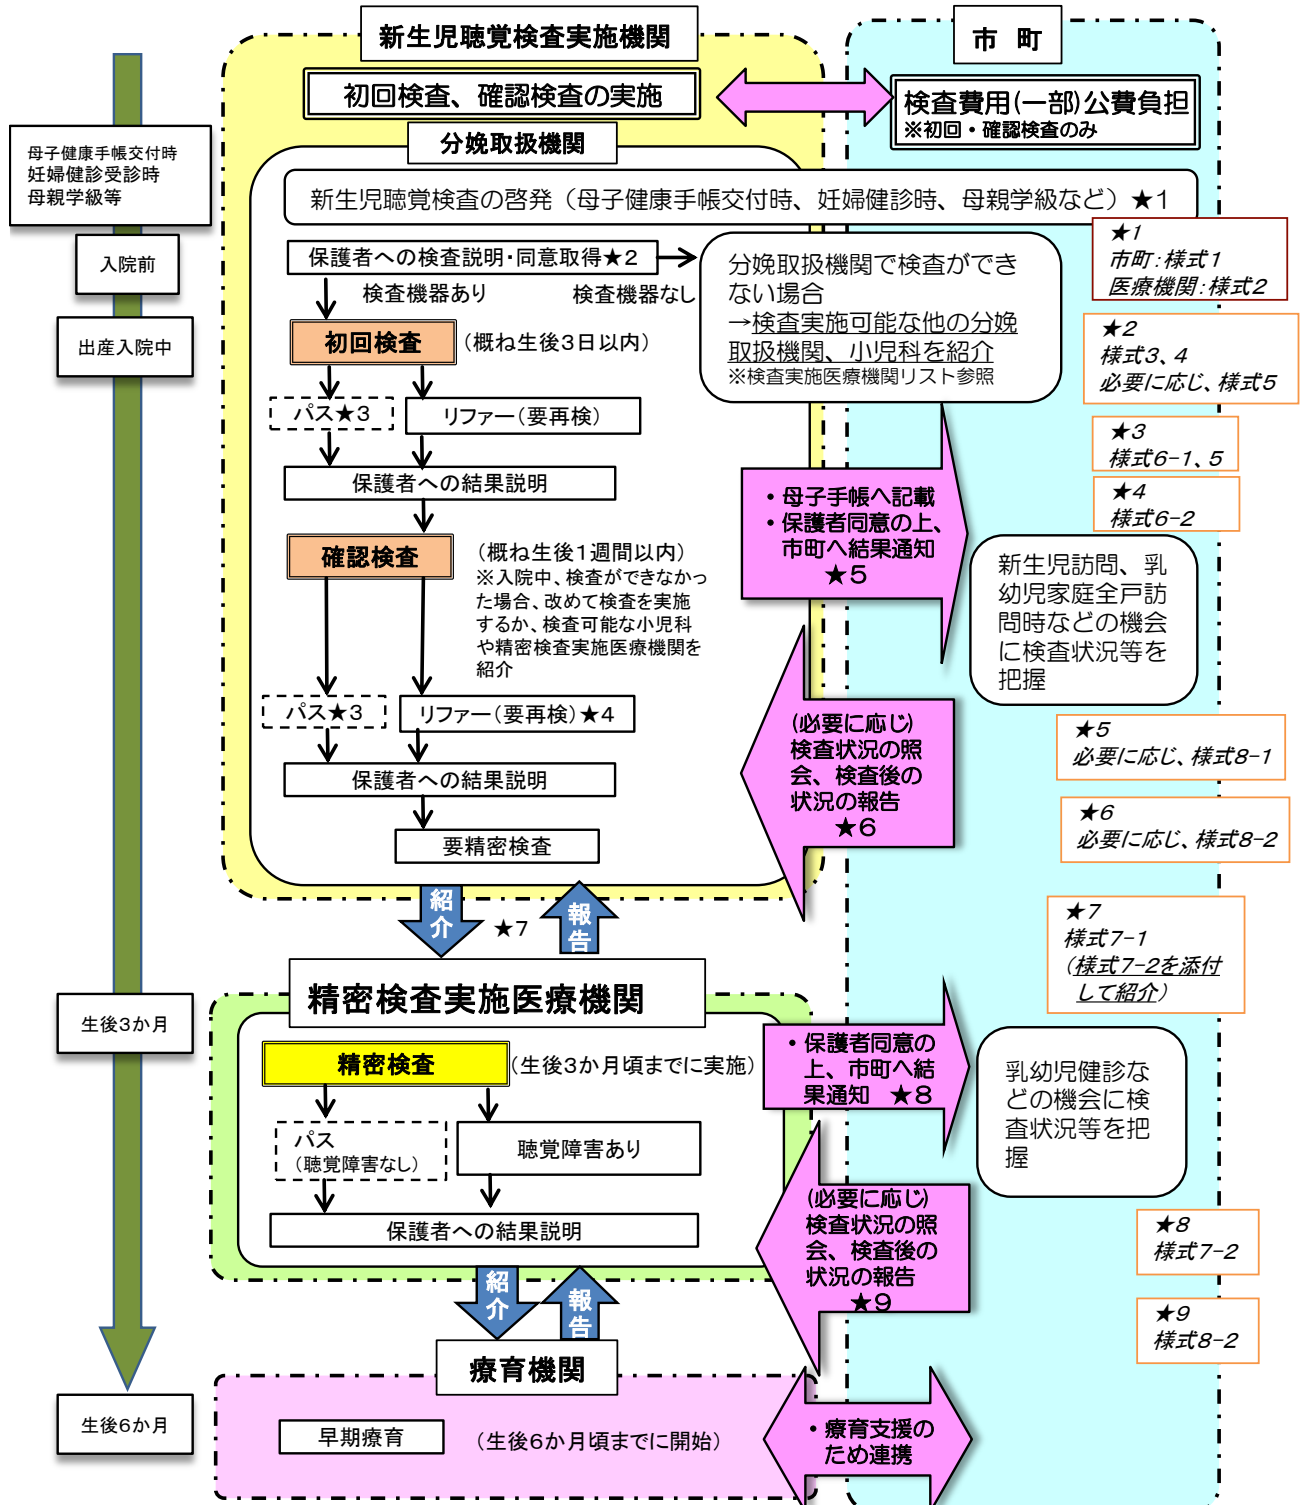 新生児聴覚検査実施機関
市 町
初回検査、確認検査の実施
検査費用(一部)公費負担
※初回・確認検査のみ
分娩取扱機関
母子健康手帳交付時
妊婦健診受診時
母親学級等
新生児聴覚検査の啓発（母子健康手帳交付時、妊婦健診時、母親学級など）★1
★1
市町：様式1
医療機関：様式2
入院前
保護者への検査説明・同意取得★2
検査機器あり
検査機器なし
分娩取扱機関で検査ができ
ない場合
→検査実施可能な他の分娩
取扱機関、小児科を紹介
※検査実施医療機関リスト参照
出産入院中
初回検査
（概ね生後3日以内）
★2
様式3、4
必要に応じ、様式5
パス★3
リファー（要再検）
★3
様式6-1、5
保護者への結果説明
・母子手帳へ記載
・保護者同意の上、
市町へ結果通知
★5
★4
様式6-2
確認検査
（概ね生後1週間以内）
※入院中、検査ができなかっ
た場合、改めて検査を実施
するか、検査可能な小児科
や精密検査実施医療機関を
紹介
新生児訪問、乳
幼児家庭全戸訪
問時などの機会
に検査状況等を
把握
パス★3
リファー（要再検）★4
(必要に応じ)
検査状況の照
会、検査後の
状況の報告
★6
★5
必要に応じ、様式8-1
保護者への結果説明
★6
必要に応じ、様式8-2
要精密検査
紹介
★7
報告
★7
様式7-1
（様式7-2を添付
して紹介）
精密検査実施医療機関
生後3か月
精密検査
（生後3か月頃までに実施）
・保護者同意の
上、市町へ結
果通知 ★8
乳幼児健診な
どの機会に検
査状況等を把
握
パス
（聴覚障害なし）
聴覚障害あり
(必要に応じ)
検査状況の照
会、検査後の
状況の報告
★9
保護者への結果説明
★8
様式7-2
紹介
報告
★9
様式8-2
療育機関
生後6か月
早期療育
（生後6か月頃までに開始）
・療育支援の
ため連携